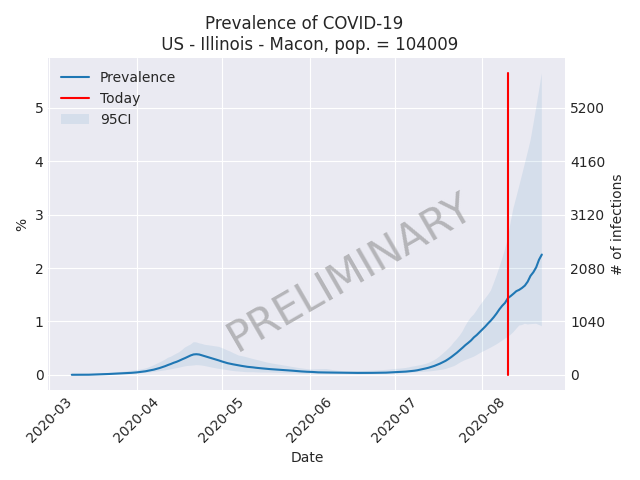 Prevalence of COVID-19
US - Illinois - Macon, pop. = 104009
Prevalence
Today
95CI
%
5
4
3
2
1
0
5200
4160
3120
2080
1040
0
# of infections
PRELIMINARY
2020-03
2020-04
2020-05
2020-06
2020-07
2020-08
Date